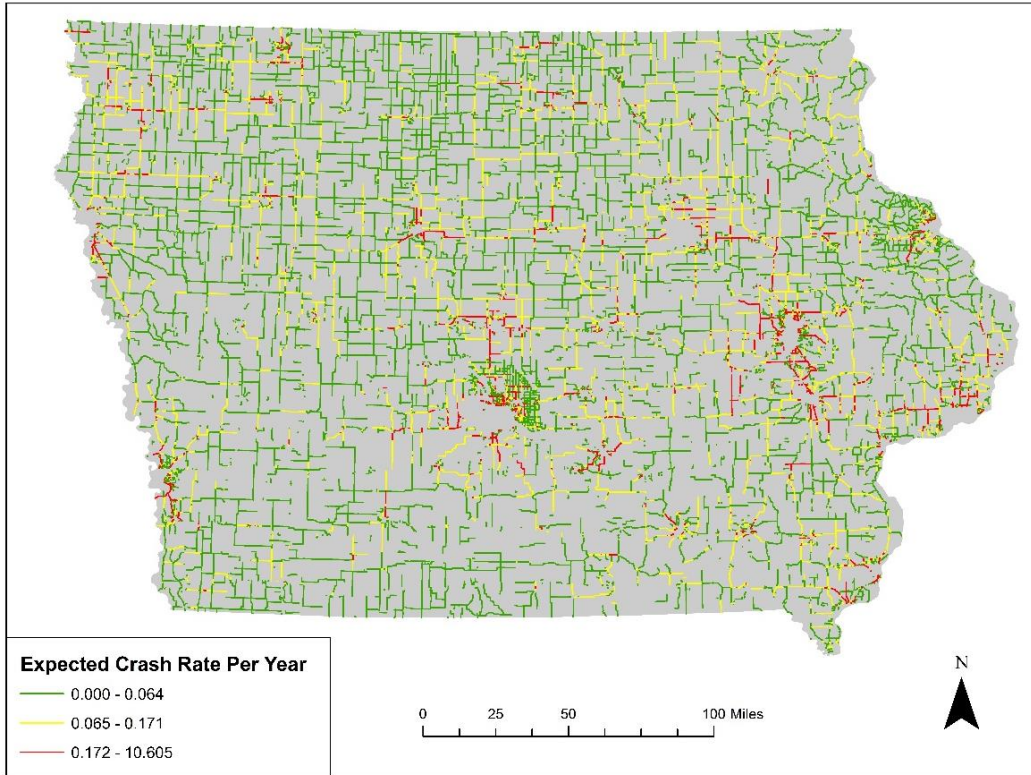 Expected Crash Rate Per Year
0.000 - 0.064
0.065 - 0.171
0.172 - 10.605
0 25 50 100 Miles
N